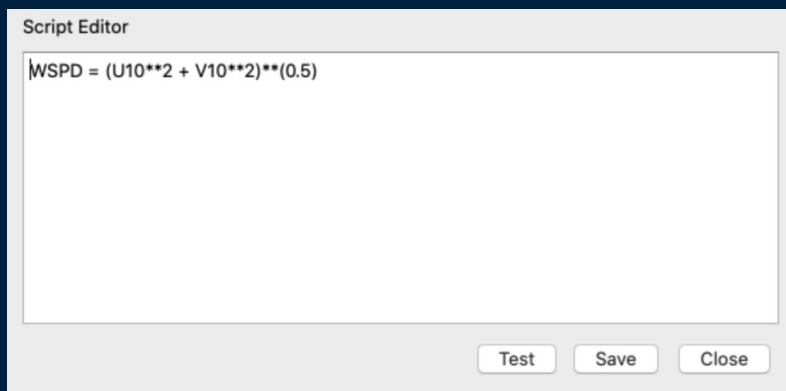 Script Editor
WSPD = (U10**2 + V10**2)**(0.5)
Test Save Close